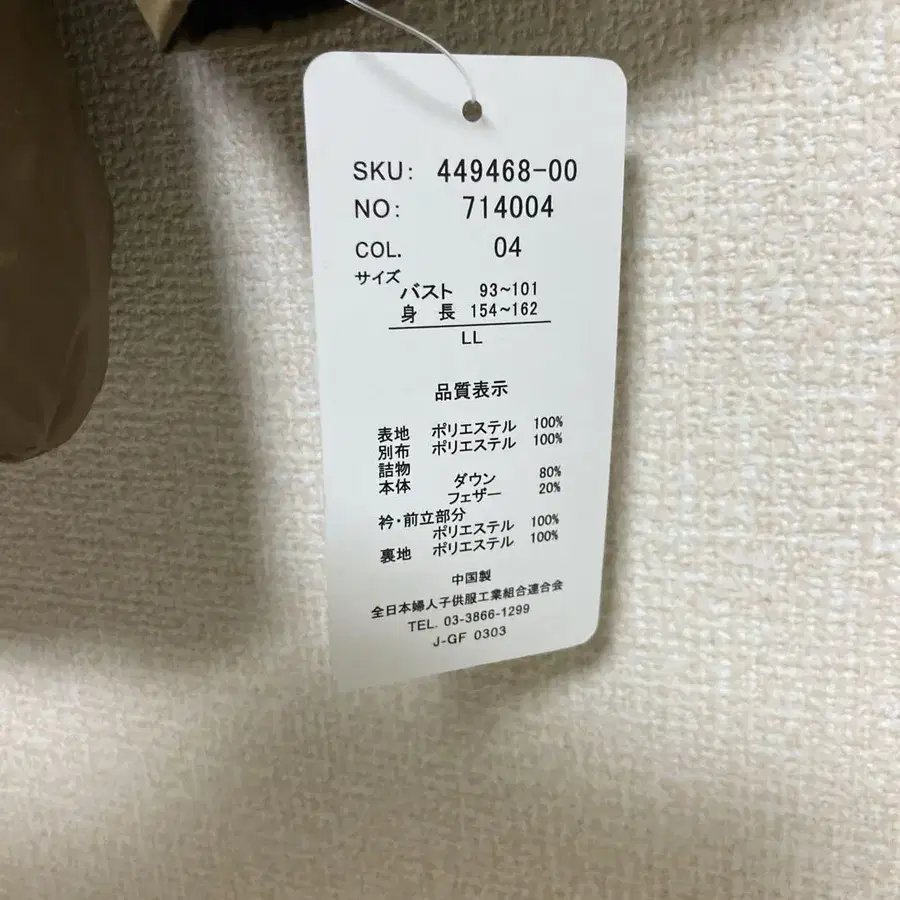 SKU: 449468-00
NO: 714004
COL. 04
サイズ
バスト 93~101
身 長 154~162
LL
品質表示
表地 ポリエステル 100%
別布 ポリエステル 100%
詰物
本体 ダウン 80%
フェザー 20%
衿・前立部分
ポリエステル 100%
裏地 ポリエステル 100%
中国製
全日本婦人子供服工業組合連合会
TEL. 03-3866-1299
J-GF 0303